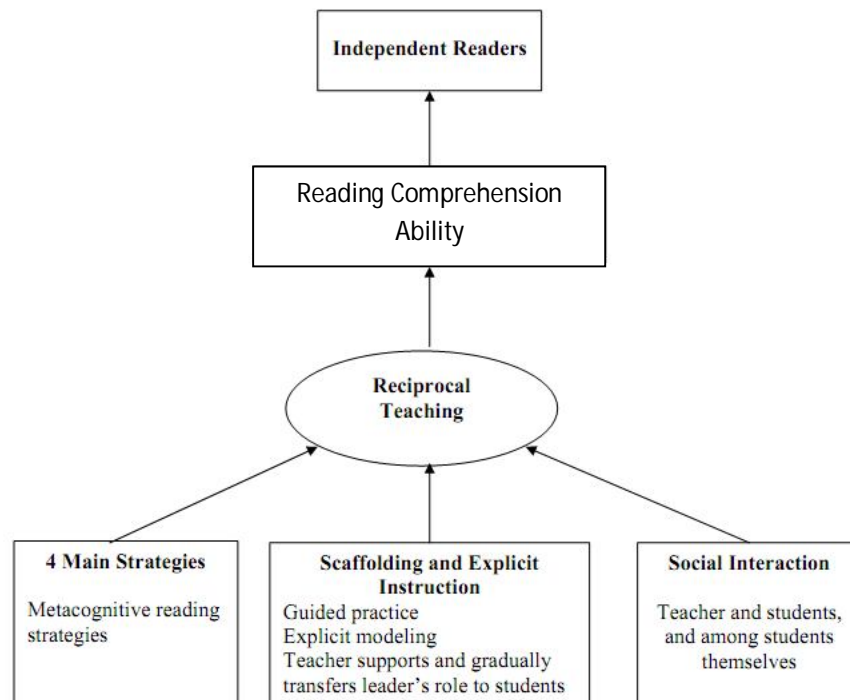 Independent Readers
Reading Comprehension
Ability
Reciprocal
Teaching
4 Main Strategies
Metacognitive reading
strategies
Scaffolding and Explicit
Instruction
Guided practice
Explicit modeling
Teacher supports and gradually
transfers leader's role to students
Social Interaction
Teacher and students,
and among students
themselves